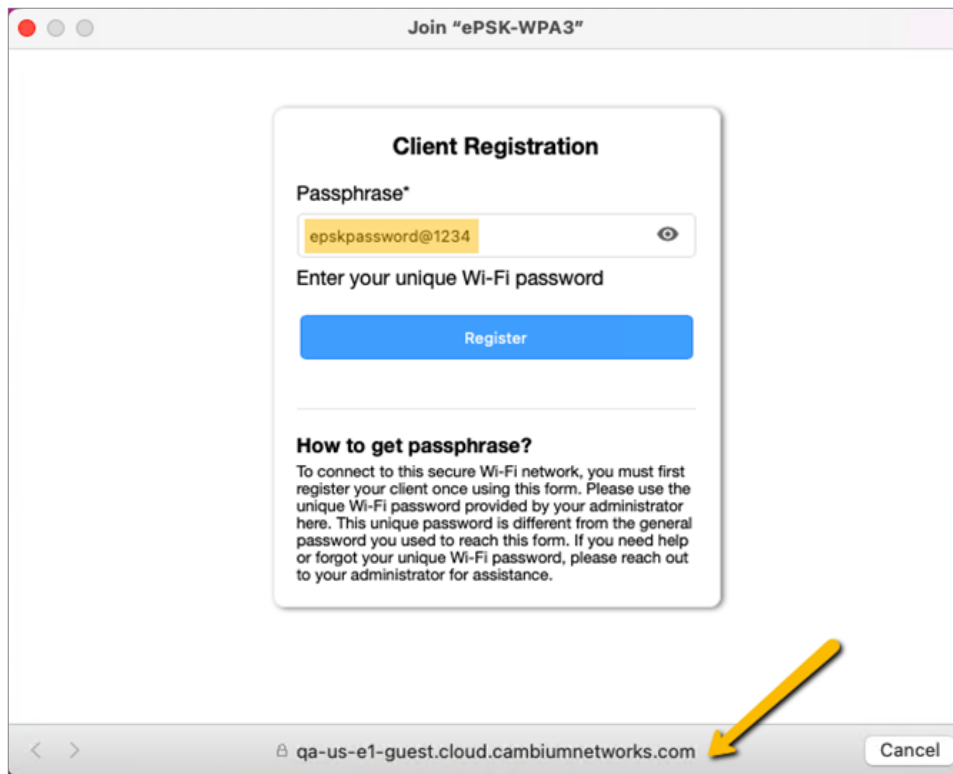 Join “ePSK-WPA3”
Client Registration
Passphrase*
epskpassword@1234
Enter your unique Wi-Fi password
Register
How to get passphrase?
To connect to this secure Wi-Fi network, you must first
register your client once using this form. Please use the
unique Wi-Fi password provided by your administrator
here. This unique password is different from the general
password you used to reach this form. If you need help
or forgot your unique Wi-Fi password, please reach out
to your administrator for assistance.
qa-us-e1-guest.cloud.cambiumnetworks.com
Cancel